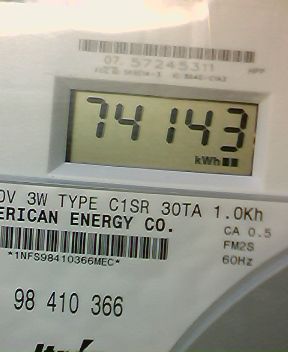 07 57245311
74143
kWh
0V 3W TYPE C1SR 30TA 1.0Kh
ERICAN ENERGY CO.
CA 0.5
*1NFS98410366MEC*
FM2S
60Hz
98 410 366